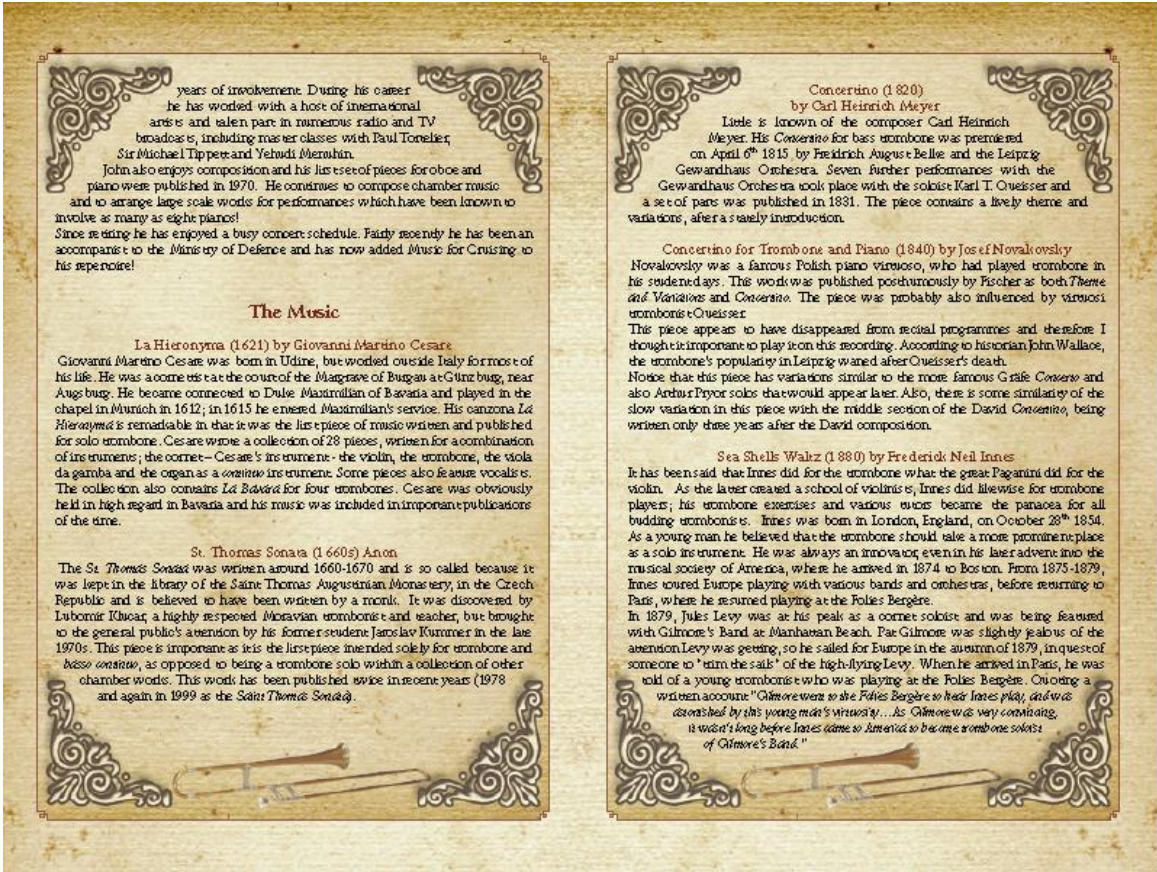 years of involvement. During his career
he has worked with a host of international
artists and taken part in numerous radio and TV
broadcasts, including master classes with Paul Tortelier,
Sir Michael Tippett and Yehudi Menuhin.
John also enjoys composition and his first set of pieces for oboe and
piano were published in 1970. He continues to compose chamber music
and to arrange large scale works for performances which have been known to
involve as many as eight pianos!
Since retiring he has enjoyed a busy concert schedule. Fairly recently he has been an
accompanist to the Ministry of Defence and has now added Music for Cruising to
his repertoire!
The Music
La Hieronyma (1621) by Giovanni Martino Cesare
Giovanni Martino Cesare was born in Udine, but worked outside Italy for most of
his life. He was a cornettist at the court of the Margrave of Burgau at Günzburg, near
Augsburg. He became connected to Duke Maximilian of Bavaria and played in the
chapel in Munich in 1612; in 1615 he entered Maximilian's service. His canzona La
Hieronyma is remarkable in that it was the first piece of music written and published
for solo trombone. Cesare wrote a collection of 28 pieces, written for a combination
of instruments; the cornet – Cesare's instrument - the violin, the trombone, the viola
da gamba and the organ as a continuo instrument. Some pieces also feature vocalists.
The collection also contains La Bavara for four trombones. Cesare was obviously
held in high regard in Bavaria and his music was included in important publications
of the time.
St. Thomas Sonata (1660s) Anon
The St. Thomas Sonata was written around 1660-1670 and is so called because it
was kept in the library of the Saint Thomas Augustinian Monastery, in the Czech
Republic and is believed to have been written by a monk. It was discovered by
Lubomir Klucar, a highly respected Moravian trombonist and teacher, but brought
to the general public's attention by his former student Jaroslav Kummer in the late
1970s. This piece is important as it is the first piece intended solely for trombone and
basso continuo, as opposed to being a trombone solo within a collection of other
chamber works. This work has been published twice in recent years (1978
and again in 1999 as the Saint Thomas Sonata).
Concertino (1820)
by Carl Heinrich Meyer
Little is known of the composer Carl Heinrich
Meyer. His Concertino for bass trombone was premiered
on April 6th 1815 by Freidrich August Belke and the Leipzig
Gewandhaus Orchestra. Seven further performances with the
Gewandhaus Orchestra took place with the soloist Karl T. Queisser and
a set of parts was published in 1831. The piece contains a lively theme and
variations, after a stately introduction.
Concertino for Trombone and Piano (1840) by Josef Novakovsky
Novakovsky was a famous Polish piano virtuoso, who had played trombone in
his student days. This work was published posthumously by Fischer as both Theme
and Variations and Concertino. The piece was probably also influenced by virtuosi
trombonist Queisser.
This piece appears to have disappeared from recital programmes and therefore I
thought it important to play it on this recording. According to historian John Wallace,
the trombone's popularity in Leipzig waned after Queisser's death.
Notice that this piece has variations similar to the more famous Gräfe Concerto and
also Arthur Pryor solos that would appear later. Also, there is some similarity of the
slow variation in this piece with the middle section of the David Concertino, being
written only three years after the David composition.
Sea Shells Waltz (1880) by Frederick Neil Innes
It has been said that Innes did for the trombone what the great Paganini did for the
violin. As the latter created a school of violinists, Innes did likewise for trombone
players; his trombone exercises and various tutors became the panacea for all
budding trombonists. Innes was born in London, England, on October 28th 1854.
As a young man he believed that the trombone should take a more prominent place
as a solo instrument. He was always an innovator, even in his later advent into the
musical society of America, where he arrived in 1874 to Boston. From 1875-1879,
Innes toured Europe playing with various bands and orchestras, before returning to
Paris, where he resumed playing at the Folies Bergère.
In 1879, Jules Levy was at his peak as a cornet soloist and was being featured
with Gilmore's Band at Manhattan Beach. Pat Gilmore was slightly jealous of the
attention Levy was getting, so he sailed for Europe in the autumn of 1879, in quest of
someone to "trim the sails" of the high-flying Levy. When he arrived in Paris, he was
told of a young trombonist who was playing at the Folies Bergère. Quoting a
written account "Gilmore went to the Folies Bergère to hear Innes play, and was
astonished by this young man's virtuosity...As Gilmore was very convincing,
it wasn't long before Innes came to America to become trombone soloist
of Gilmore's Band."